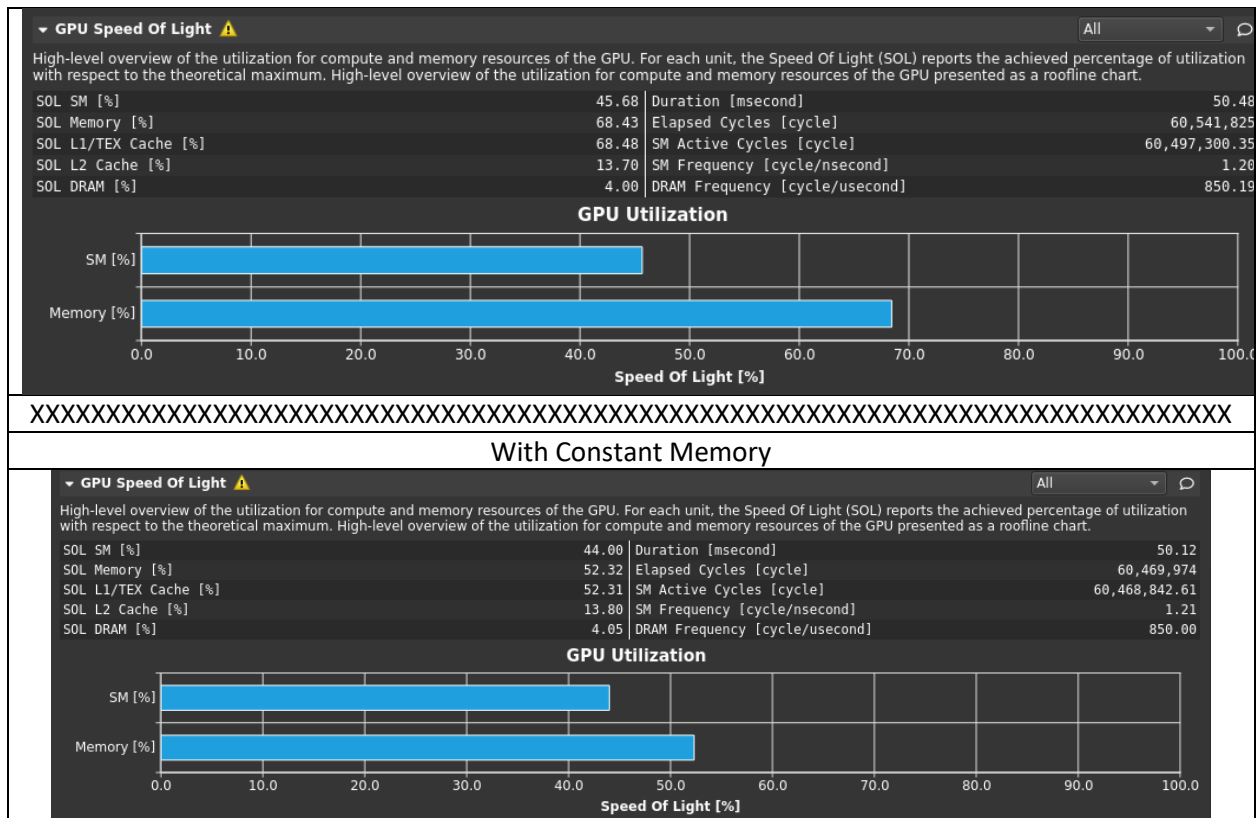 GPU Speed Of Light
All
High-level overview of the utilization for compute and memory resources of the GPU. For each unit, the Speed Of Light (SOL) reports the achieved percentage of utilization
with respect to the theoretical maximum. High-level overview of the utilization for compute and memory resources of the GPU presented as a roofline chart.
SOL SM [%] 45.68 Duration [msecond] 50.48
SOL Memory [%] 68.43 Elapsed Cycles [cycle] 60,541,825
SOL L1/TEX Cache [%] 68.48 SM Active Cycles [cycle] 60,497,300.35
SOL L2 Cache [%] 13.70 SM Frequency [cycle/nsecond] 1.20
SOL DRAM [%] 4.00 DRAM Frequency [cycle/usecond] 850.19
GPU Utilization
SM [%]
Memory [%]
0.0 10.0 20.0 30.0 40.0 50.0 60.0 70.0 80.0 90.0 100.0
Speed Of Light [%]
XXXXXXXXXXXXXXXXXXXXXXXXXXXXXXXXXXXXXXXXXXXXXXXXXXXXXXXXXXXXXXXXXXXXXXXXXXXXXXX
With Constant Memory
GPU Speed Of Light
All
High-level overview of the utilization for compute and memory resources of the GPU. For each unit, the Speed Of Light (SOL) reports the achieved percentage of utilization
with respect to the theoretical maximum. High-level overview of the utilization for compute and memory resources of the GPU presented as a roofline chart.
SOL SM [%] 44.00 Duration [msecond] 50.12
SOL Memory [%] 52.32 Elapsed Cycles [cycle] 60,469,974
SOL L1/TEX Cache [%] 52.31 SM Active Cycles [cycle] 60,468,842.61
SOL L2 Cache [%] 13.80 SM Frequency [cycle/nsecond] 1.21
SOL DRAM [%] 4.05 DRAM Frequency [cycle/usecond] 850.00
GPU Utilization
SM [%]
Memory [%]
0.0 10.0 20.0 30.0 40.0 50.0 60.0 70.0 80.0 90.0 100.0
Speed Of Light [%]